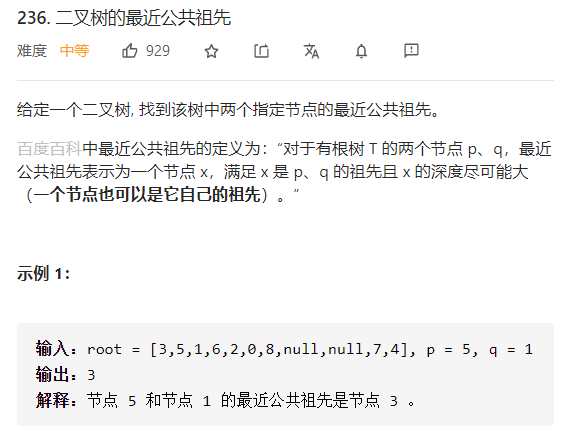 236. 二叉树的最近公共祖先
难度 中等 929
给定一个二叉树, 找到该树中两个指定节点的最近公共祖先。
百度百科中最近公共祖先的定义为：“对于有根树 T 的两个节点 p、q，最近
公共祖先表示为一个节点 x，满足 x 是 p、q 的祖先且 x 的深度尽可能大
（一个节点也可以是它自己的祖先）。”
示例 1：
输入：root = [3,5,1,6,2,0,8,null,null,7,4], p = 5, q = 1
输出：3
解释：节点 5 和节点 1 的最近公共祖先是节点 3 。